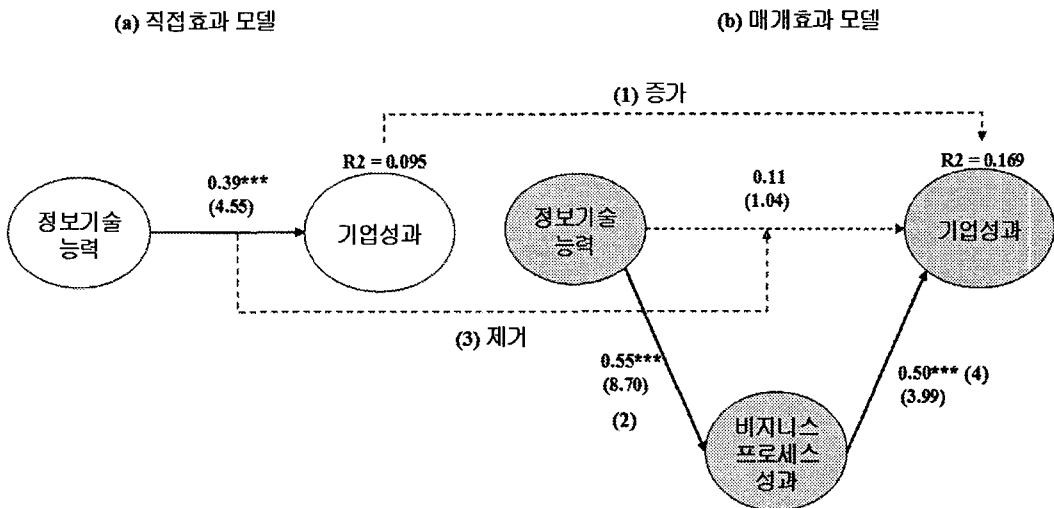 (a) 직접효과 모델
(b) 매개효과 모델
(1) 증가
R2 = 0.095
R2 = 0.169
0.39***
(4.55)
0.11
(1.04)
정보기술
능력
기업성과
정보기술
능력
기업성과
(3) 제거
0.55***
(8.70)
(2)
0.50*** (4)
(3.99)
비지니스
프로세스
성과